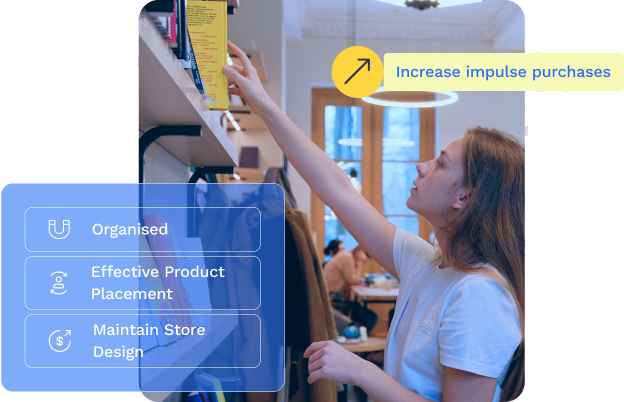 Increase impulse purchases
Organised
Effective Product
Placement
Maintain Store
Design
$